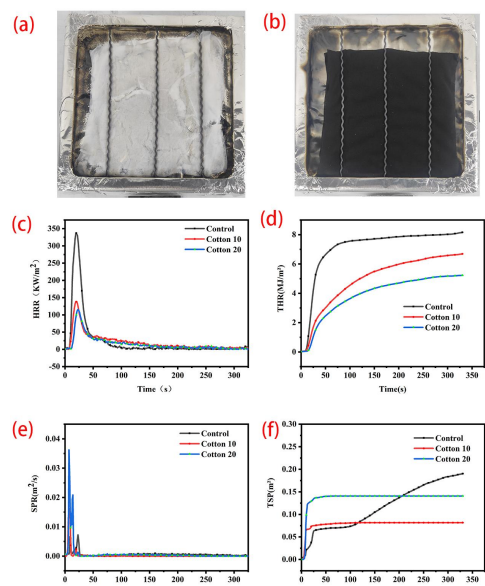 (a)
(b)
(c)
HRR（KW/m²）
350
300
250
200
150
100
50
0
-50
Control
Cotton 10
Cotton 20
0 50 100 150 200 250 300
Time（s）
(d)
THR(MJ/m²)
8
6
4
2
0
Control
Cotton 10
Cotton 20
0 50 100 150 200 250 300 350
Time(s)
(e)
SPR(m²/s)
0.04
0.03
0.02
0.01
0.00
Control
Cotton 10
Cotton 20
0 50 100 150 200 250 300
(f)
TSP(m²)
0.30
0.25
0.20
0.15
0.10
0.05
0.00
Control
Cotton 10
Cotton 20
0 50 100 150 200 250 300 350